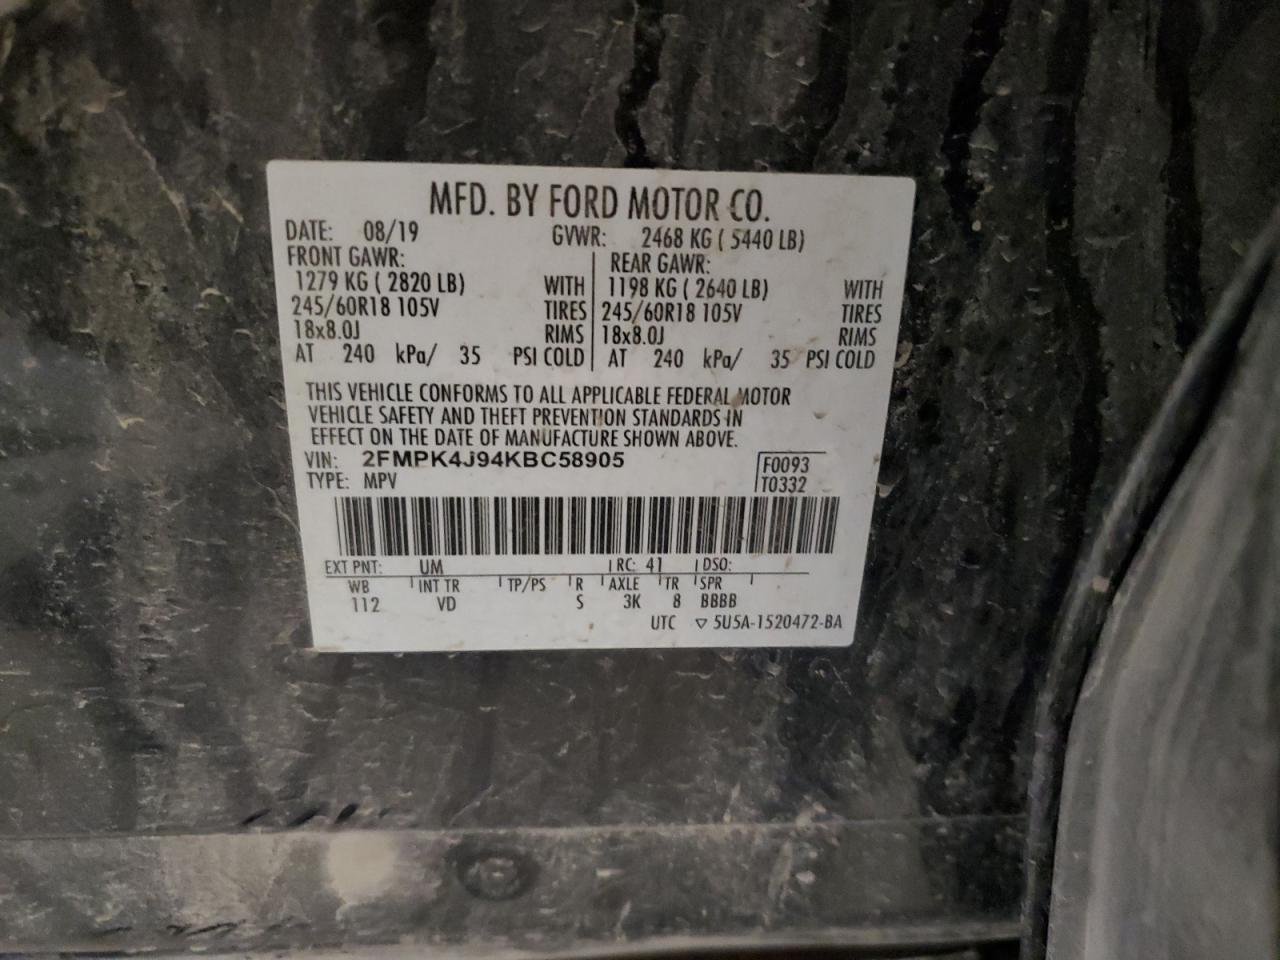 MFD. BY FORD MOTOR CO.
DATE: 08/19 GVWR: 2468 KG ( 5440 LB)
FRONT GAWR: REAR GAWR:
1279 KG ( 2820 LB) WITH 1198 KG ( 2640 LB) WITH
245/60R18 105V TIRES 245/60R18 105V TIRES
18x8.0J RIMS 18x8.0J RIMS
AT 240 kPa/ 35 PSI COLD AT 240 kPa/ 35 PSI COLD
THIS VEHICLE CONFORMS TO ALL APPLICABLE FEDERAL MOTOR
VEHICLE SAFETY AND THEFT PREVENTION STANDARDS IN
EFFECT ON THE DATE OF MANUFACTURE SHOWN ABOVE.
VIN: 2FMPK4J94KBC58905 F0093
TYPE: MPV T0332
EXT PNT: UM RC: 41 DSO:
WB INT TR TP/PS R AXLE TR SPR
112 VD S 3K 8 BBBB
UTC ▽ 5U5A-1520472-BA